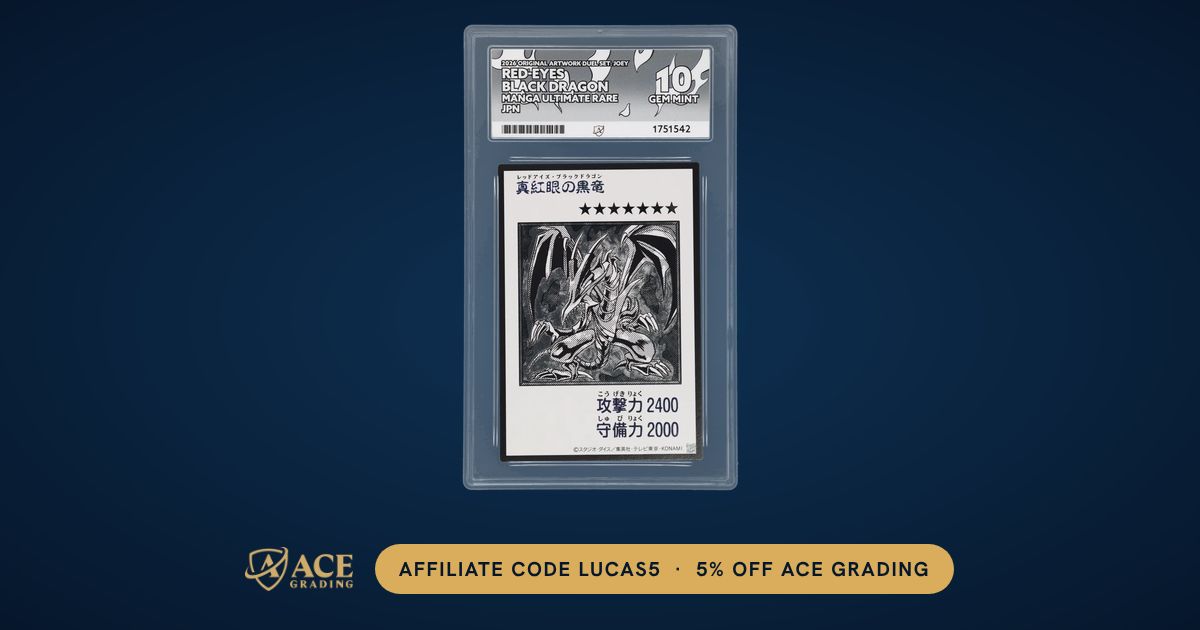 2026 ORIGINAL ARTWORK DUEL SET: JOEY
RED-EYES
BLACK DRAGON
MANGA ULTIMATE RARE
JPN
10
GEM MINT
1751542
レッドアイズ・ブラックドラゴン
真紅眼の黒竜
★★★★★★★
こうげきりょく
攻撃力 2400
しゅびりょく
守備力 2000
©スタジオ・ダイス/集英社・テレビ東京・KONAMI
ACE
GRADING
AFFILIATE CODE LUCAS5 · 5% OFF ACE GRADING